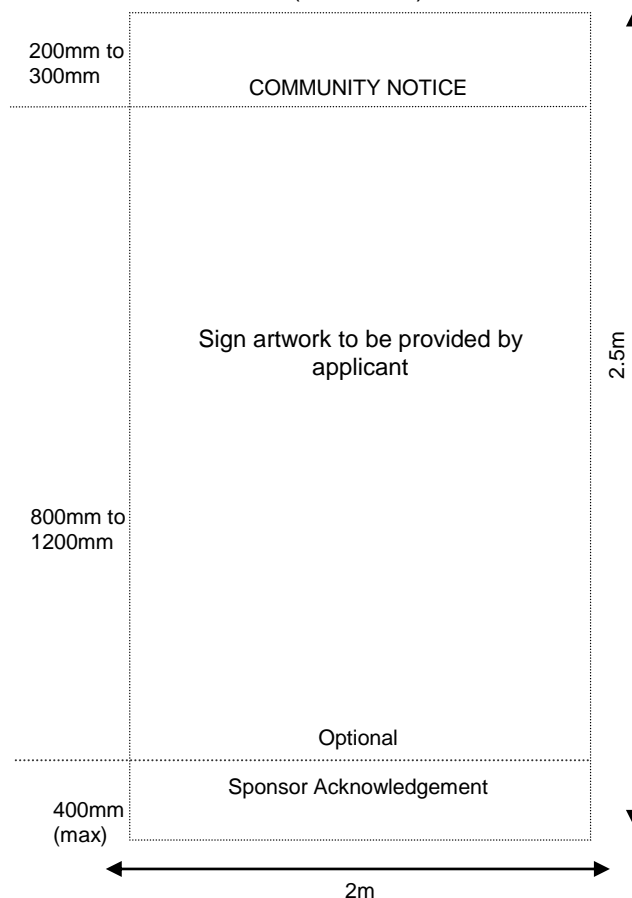 200mm to
300mm
COMMUNITY NOTICE
Sign artwork to be provided by
applicant
2.5m
800mm to
1200mm
Optional
Sponsor Acknowledgement
400mm
(max)
2m